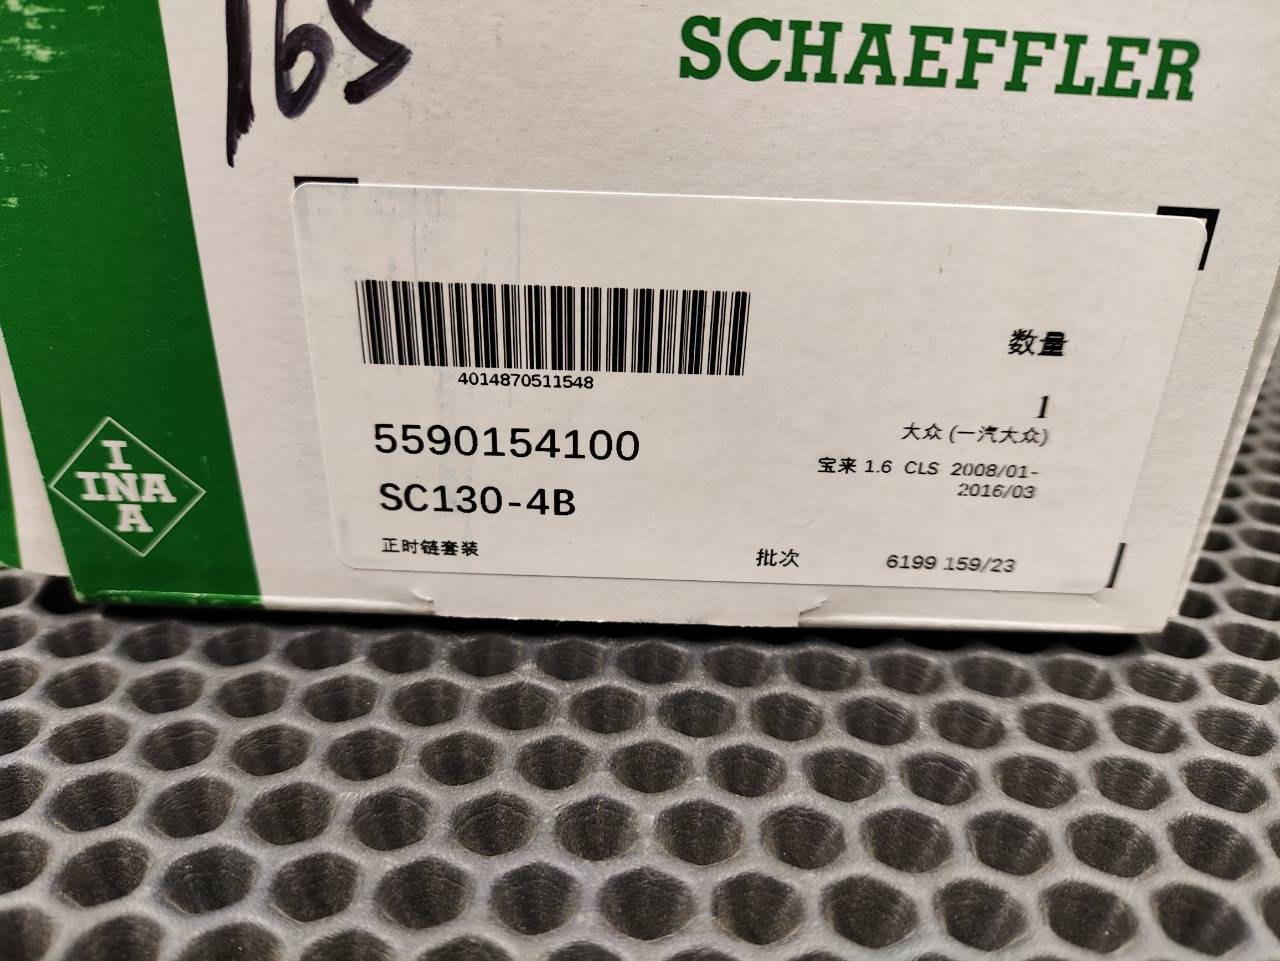 165
SCHAEFFLER
4014870511548
数量
1
5590154100
大众 (一汽大众)
宝来 1.6 CLS 2008/01-
2016/03
SC130-4B
正时链套装
批次 6199 159/23
I
INA
A